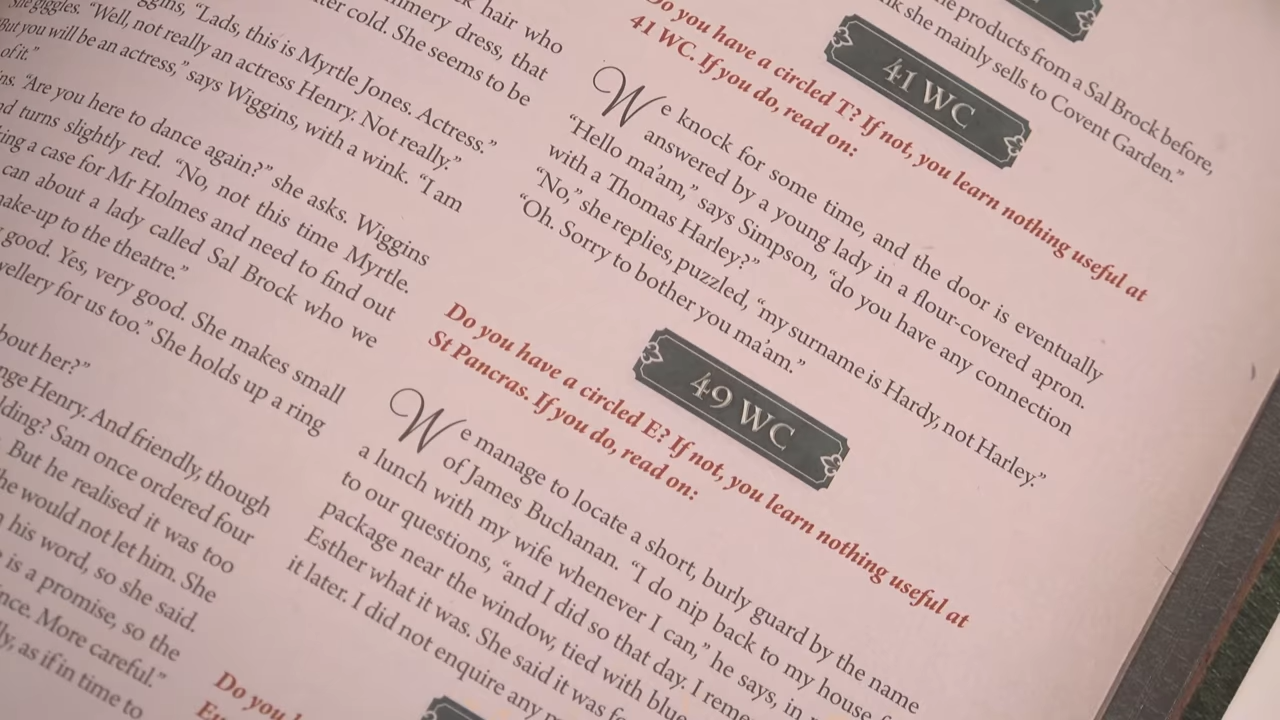 hair who
mmery dress, that
ter cold. She seems to be
ggins, "Lads, this is Myrtle Jones. Actress."
She giggles. "Well, not really an actress Henry. Not really."
"But you will be an actress," says Wiggins, with a wink. "I am
of it."
"Are you here to dance again?" she asks. Wiggins
turns slightly red. "No, not this time Myrtle.
king a case for Mr Holmes and need to find out
can about a lady called Sal Brock who we
make-up to the theatre."
good. Yes, very good. She makes small
wellery for us too." She holds up a ring
bout her?"
nge Henry. And friendly, though
lding? Sam once ordered four
But he realised it was too
he would not let him. She
his word, so she said.
is a promise, so the
nce. More careful."
ly, as if in time to
he products from a Sal Brock before,
nk she mainly sells to Covent Garden."
41 WC
Do you have a circled T? If not, you learn nothing useful at
41 WC. If you do, read on:
We knock for some time, and the door is eventually
answered by a young lady in a flour-covered apron.
"Hello ma'am," says Simpson, "do you have any connection
with a Thomas Harley?"
"No," she replies, puzzled, "my surname is Hardy, not Harley."
"Oh. Sorry to bother you ma'am."
49 WC
Do you have a circled E? If not, you learn nothing useful at
St Pancras. If you do, read on:
We manage to locate a short, burly guard by the name
of James Buchanan. "I do nip back to my house
a lunch with my wife whenever I can," he says, in
to our questions, "and I did so that day. I reme
package near the window, tied with blue
Esther what it was. She said it was fo
it later. I did not enquire any
Do you